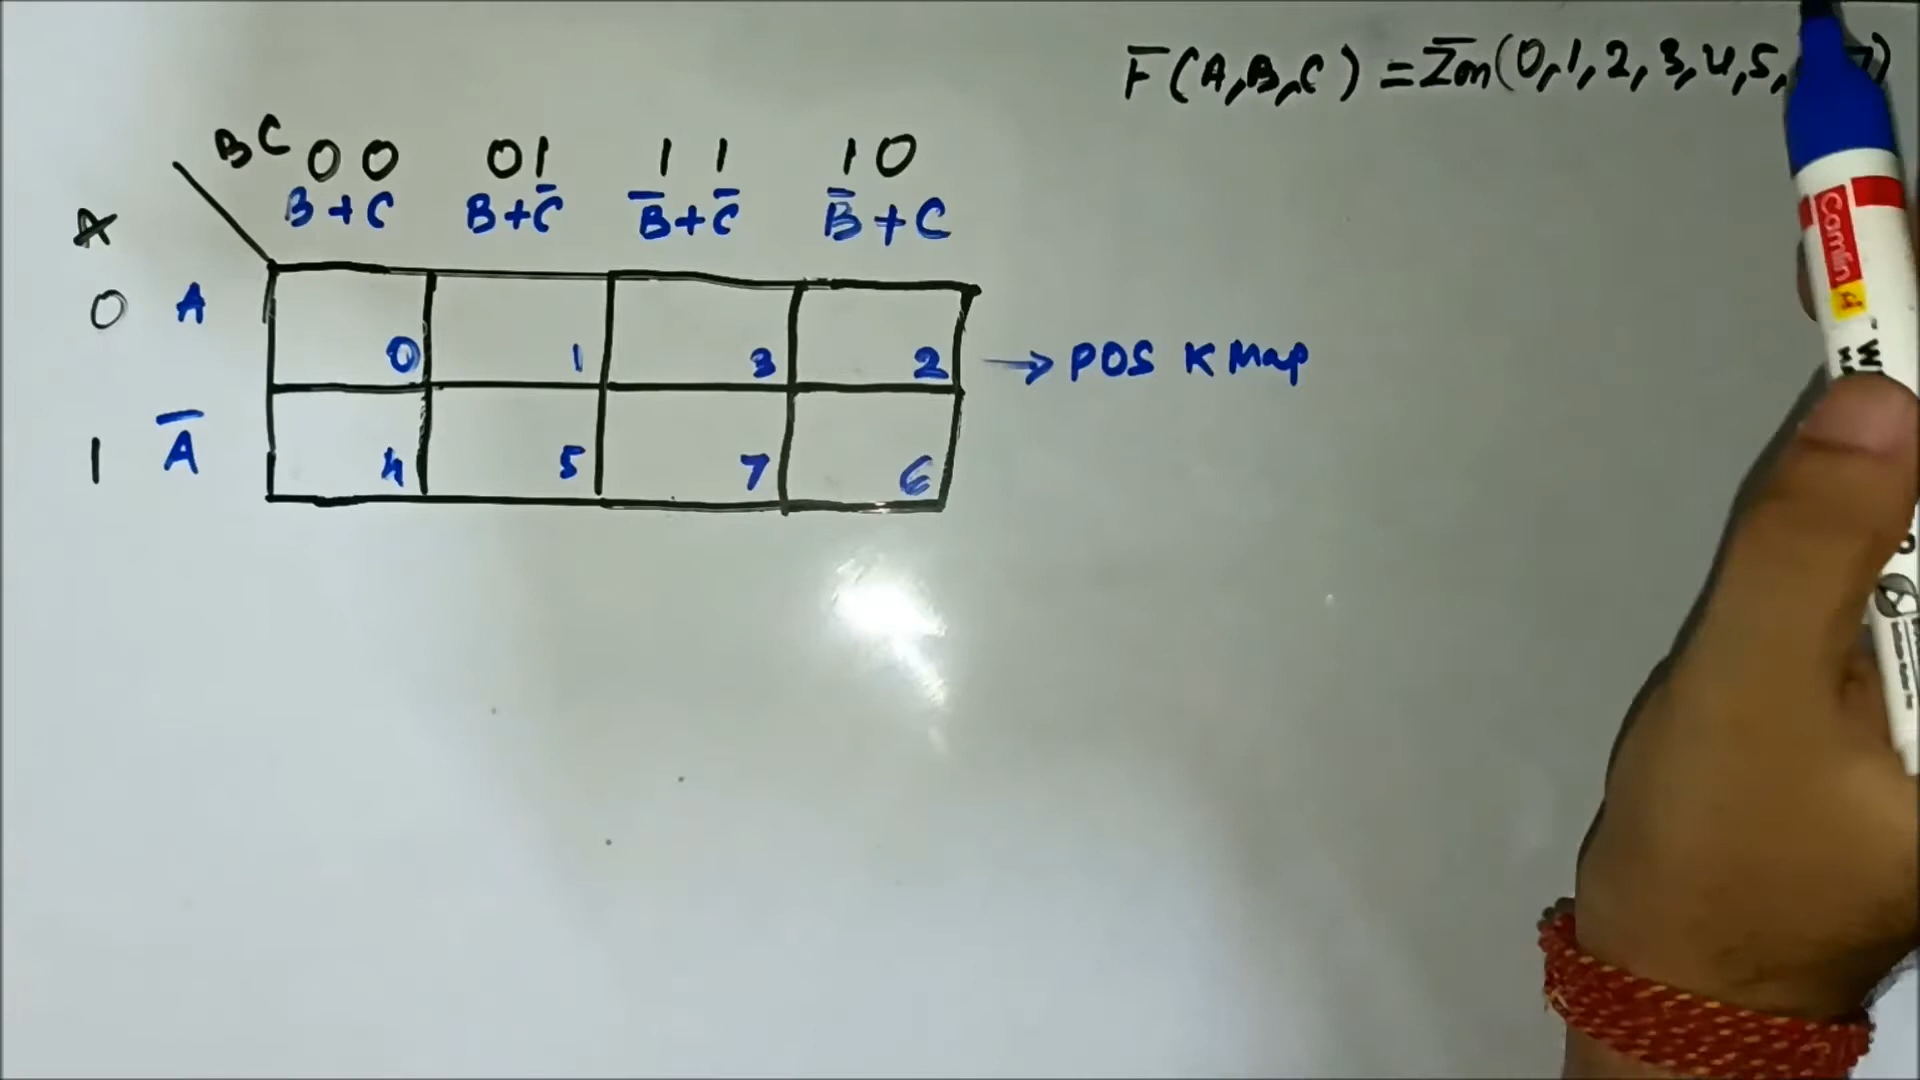 F(A,B,C) = Σm(0,1,2,3,4,5, 7)
BC 00 01 11 10
B+C B+C̅ B̅+C̅ B̅+C
A
0 A
0 1 3 2
→ POS K Map
1 A̅
4 5 7 6
Camlin